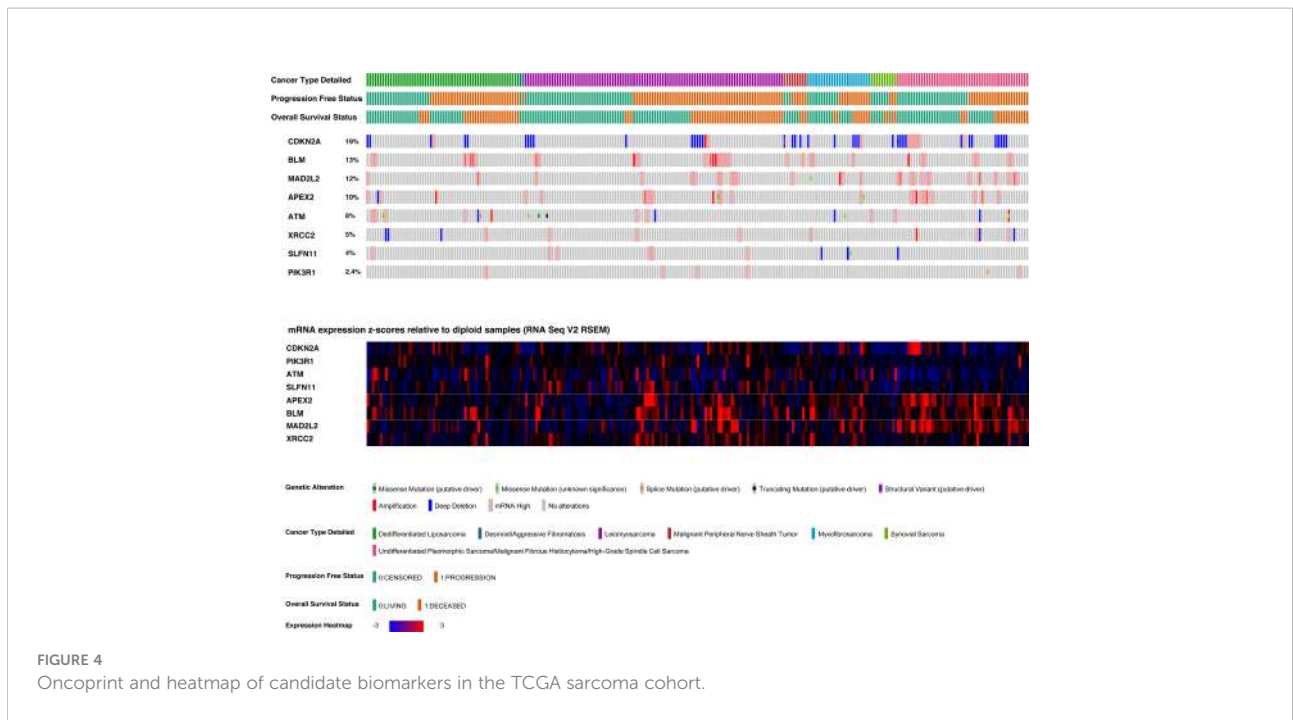 Cancer Type Detailed
Progression Free Status
Overall Survival Status
CDKN2A 19%
BLM 13%
MAD2L2 12%
APEX2 10%
ATM 8%
XRCC2 5%
SLFN11 4%
PIK3R1 2.4%
mRNA expression z-scores relative to diploid samples (RNA Seq V2 RSEM)
CDKN2A
PIK3R1
ATM
SLFN11
APEX2
BLM
MAD2L2
XRCC2
Genetic Alteration Missense Mutation (putative driver) Missense Mutation (unknown significance) Splice Mutation (putative driver) Truncating Mutation (putative driver) Structural Variant (putative driver)
Amplification Deep Deletion mRNA High No alterations
Cancer Type Detailed Dedifferentiated Liposarcoma Desmoid/Aggressive Fibromatosis Leiomyosarcoma Malignant Peripheral Nerve Sheath Tumor Myxofibrosarcoma Synovial Sarcoma
Undifferentiated Pleomorphic Sarcoma/Malignant Fibrous Histiocytoma/High-Grade Spindle Cell Sarcoma
Progression Free Status 0:CENSORED 1:PROGRESSION
Overall Survival Status 0:LIVING 1:DECEASED
Expression Heatmap -3 3
FIGURE 4
Oncoprint and heatmap of candidate biomarkers in the TCGA sarcoma cohort.